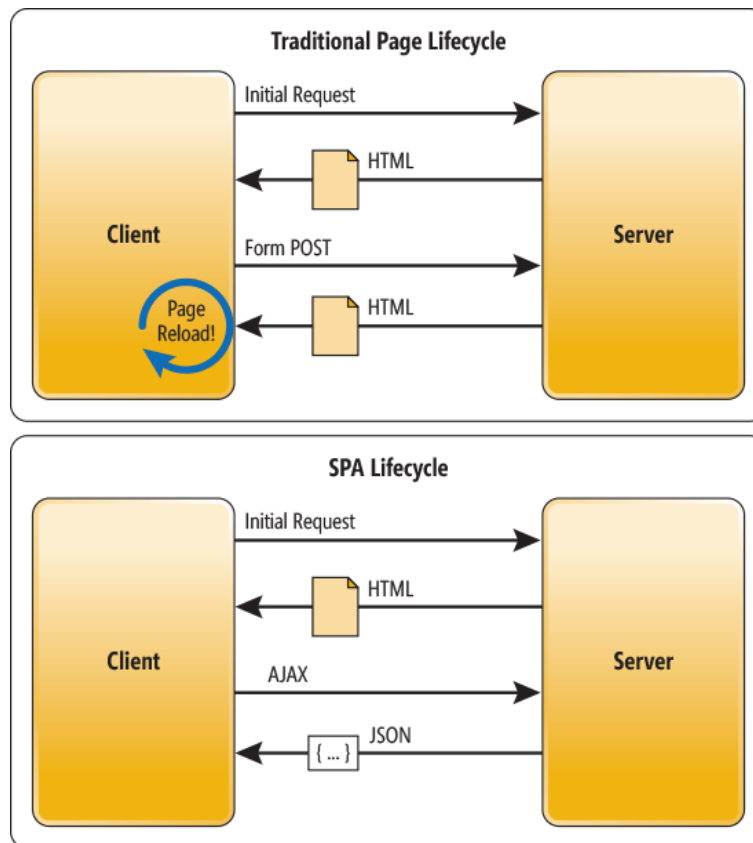 Traditional Page Lifecycle
Initial Request
HTML
Client
Server
Form POST
Page
Reload!
HTML
SPA Lifecycle
Initial Request
HTML
Client
Server
AJAX
JSON
{ ... }